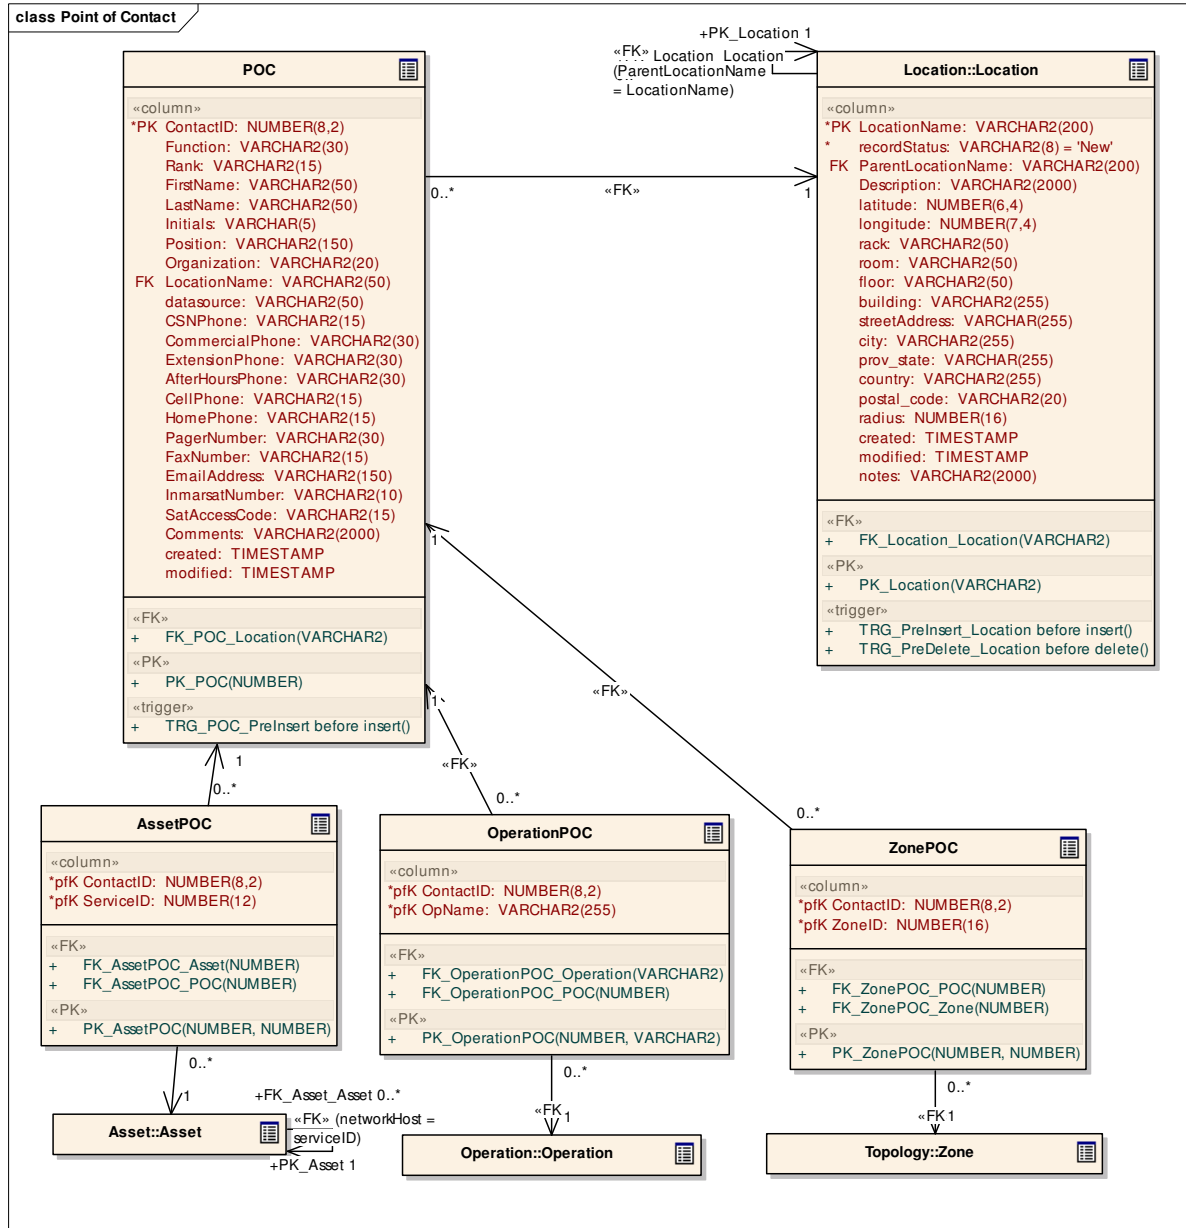 class Point of Contact
+PK_Location 1
«FK»
Location Location
(ParentLocationName
= LocationName)
POC
«column»
*PK ContactID: NUMBER(8,2)
Function: VARCHAR2(30)
Rank: VARCHAR2(15)
FirstName: VARCHAR2(50)
LastName: VARCHAR2(50)
Initials: VARCHAR(5)
Position: VARCHAR2(150)
Organization: VARCHAR2(20)
FK LocationName: VARCHAR2(50)
datasource: VARCHAR2(50)
CSNPhone: VARCHAR2(15)
CommercialPhone: VARCHAR2(30)
ExtensionPhone: VARCHAR2(30)
AfterHoursPhone: VARCHAR2(30)
CellPhone: VARCHAR2(15)
HomePhone: VARCHAR2(15)
PagerNumber: VARCHAR2(30)
FaxNumber: VARCHAR2(15)
EmailAddress: VARCHAR2(150)
InmarsatNumber: VARCHAR2(10)
SatAccessCode: VARCHAR2(15)
Comments: VARCHAR2(2000)
created: TIMESTAMP
modified: TIMESTAMP
«FK»
+ FK_POC_Location(VARCHAR2)
«PK»
+ PK_POC(NUMBER)
«trigger»
+ TRG_POC_PreInsert before insert()
0..*
«FK»
1
Location::Location
«column»
*PK LocationName: VARCHAR2(200)
* recordStatus: VARCHAR2(8) = 'New'
FK ParentLocationName: VARCHAR2(200)
Description: VARCHAR2(2000)
latitude: NUMBER(6,4)
longitude: NUMBER(7,4)
rack: VARCHAR2(50)
room: VARCHAR2(50)
floor: VARCHAR2(50)
building: VARCHAR2(255)
streetAddress: VARCHAR(255)
city: VARCHAR2(255)
prov_state: VARCHAR(255)
country: VARCHAR2(255)
postal_code: VARCHAR2(20)
radius: NUMBER(16)
created: TIMESTAMP
modified: TIMESTAMP
notes: VARCHAR2(2000)
«FK»
+ FK_Location_Location(VARCHAR2)
«PK»
+ PK_Location(VARCHAR2)
«trigger»
+ TRG_PreInsert_Location before insert()
+ TRG_PreDelete_Location before delete()
1
«FK»
0..*
1
«FK»
0..*
1
0..*
AssetPOC
«column»
*pfK ContactID: NUMBER(8,2)
*pfK ServiceID: NUMBER(12)
«FK»
+ FK_AssetPOC_Asset(NUMBER)
+ FK_AssetPOC_POC(NUMBER)
«PK»
+ PK_AssetPOC(NUMBER, NUMBER)
OperationPOC
«column»
*pfK ContactID: NUMBER(8,2)
*pfK OpName: VARCHAR2(255)
«FK»
+ FK_OperationPOC_Operation(VARCHAR2)
+ FK_OperationPOC_POC(NUMBER)
«PK»
+ PK_OperationPOC(NUMBER, VARCHAR2)
ZonePOC
«column»
*pfK ContactID: NUMBER(8,2)
*pfK ZoneID: NUMBER(16)
«FK»
+ FK_ZonePOC_POC(NUMBER)
+ FK_ZonePOC_Zone(NUMBER)
«PK»
+ PK_ZonePOC(NUMBER, NUMBER)
0..*
1
+FK_Asset_Asset 0..*
«FK» (networkHost =
serviceID)
+PK_Asset 1
Asset::Asset
0..*
«FK
1
Operation::Operation
0..*
«FK
1
Topology::Zone